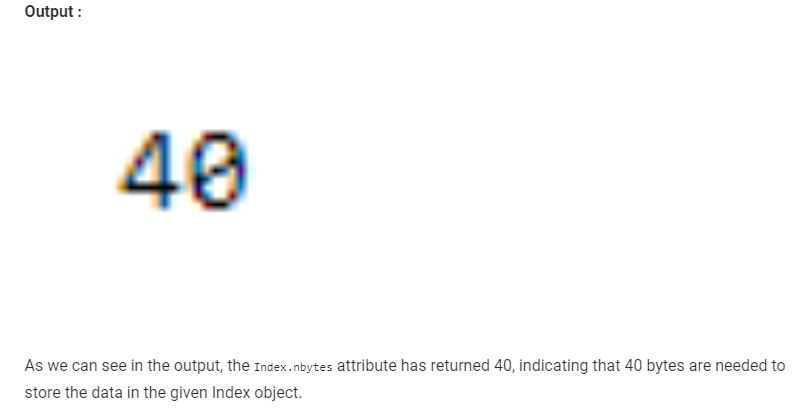 Output :
40
As we can see in the output, the Index.nbytes attribute has returned 40, indicating that 40 bytes are needed to
store the data in the given Index object.